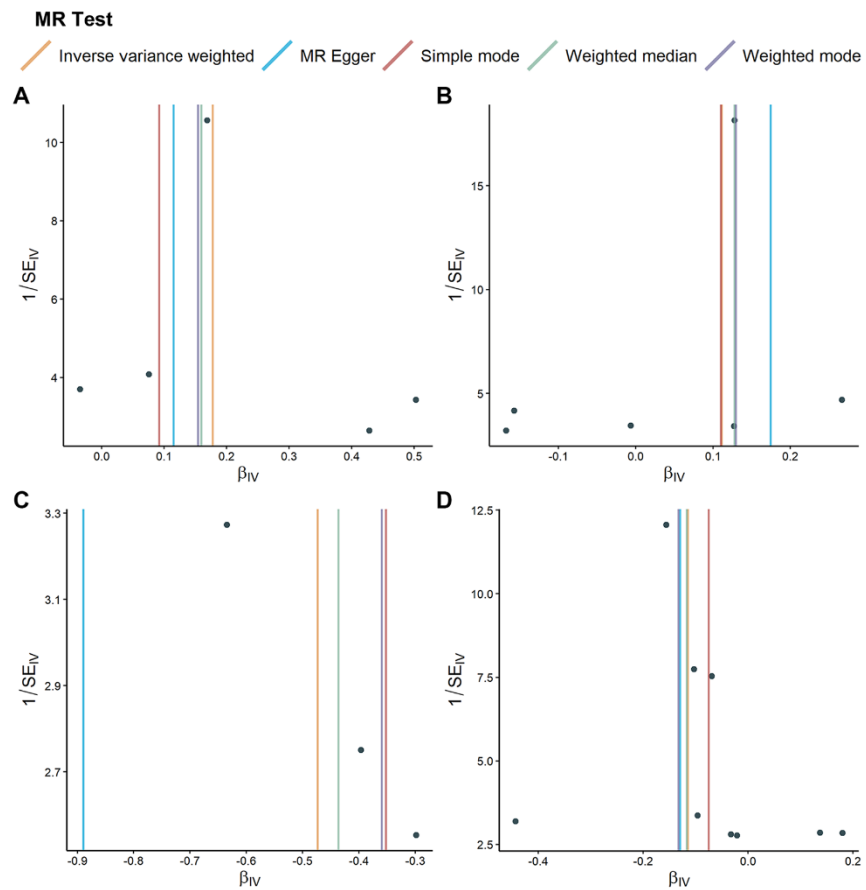 MR Test
Inverse variance weighted MR Egger Simple mode Weighted median Weighted mode
A
B
10
8
6
4
1/SE_IV
0.0 0.1 0.2 0.3 0.4 0.5
β_IV
15
10
5
1/SE_IV
-0.1 0.0 0.1 0.2
β_IV
C
D
3.3
2.9
2.7
1/SE_IV
-0.9 -0.8 -0.7 -0.6 -0.5 -0.4 -0.3
β_IV
12.5
10.0
7.5
5.0
2.5
1/SE_IV
-0.4 -0.2 0.0 0.2
β_IV